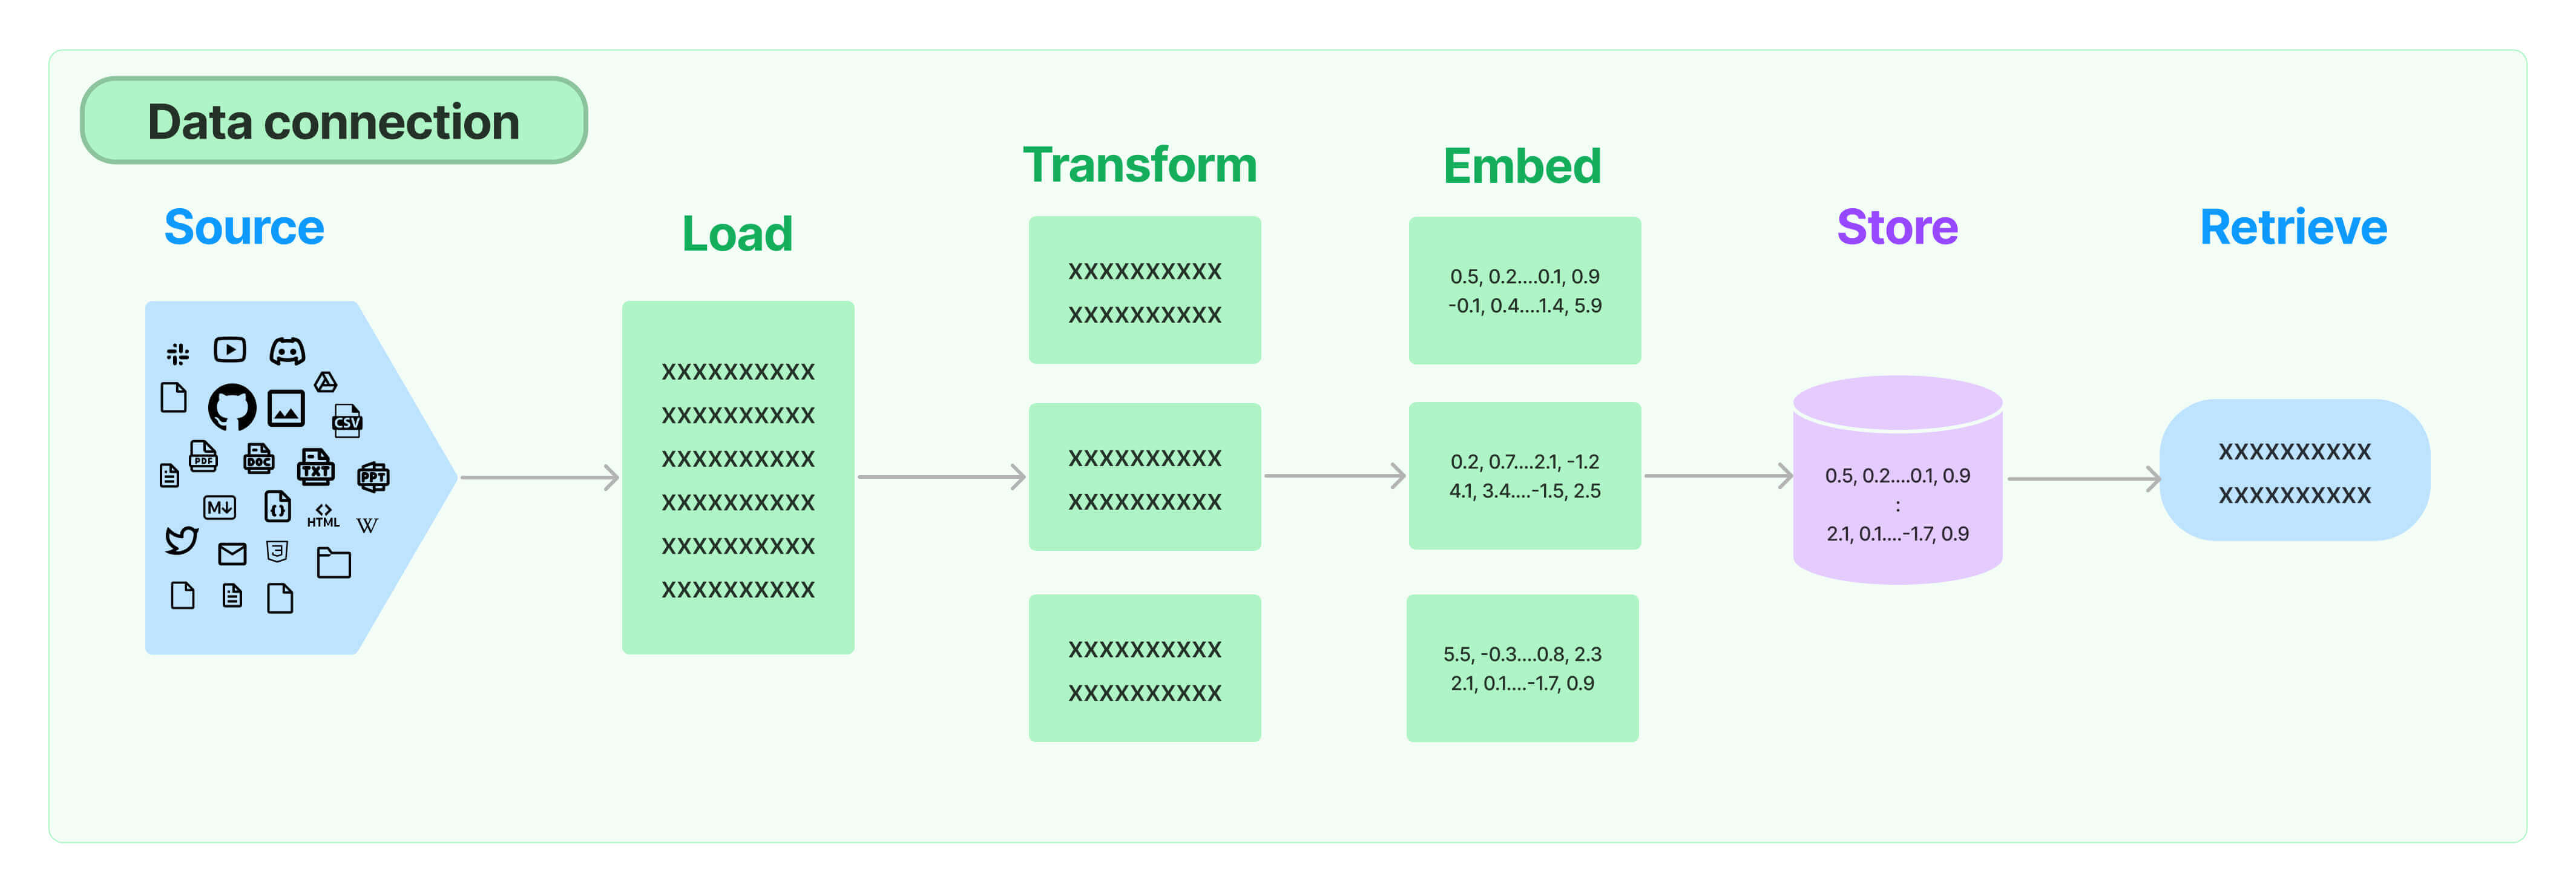 Data connection
Source
Load
Transform
Embed
Store
Retrieve
CSV
PDF
DOC
TXT
PPT
M
HTML
W
XXXXXXXXXX
XXXXXXXXXX
XXXXXXXXXX
XXXXXXXXXX
XXXXXXXXXX
XXXXXXXXXX
XXXXXXXXXX
XXXXXXXXXX
XXXXXXXXXX
XXXXXXXXXX
XXXXXXXXXX
XXXXXXXXXX
0.5, 0.2....0.1, 0.9
-0.1, 0.4....1.4, 5.9
0.2, 0.7....2.1, -1.2
4.1, 3.4....-1.5, 2.5
5.5, -0.3....0.8, 2.3
2.1, 0.1....-1.7, 0.9
0.5, 0.2....0.1, 0.9
:
2.1, 0.1....-1.7, 0.9
XXXXXXXXXX
XXXXXXXXXX